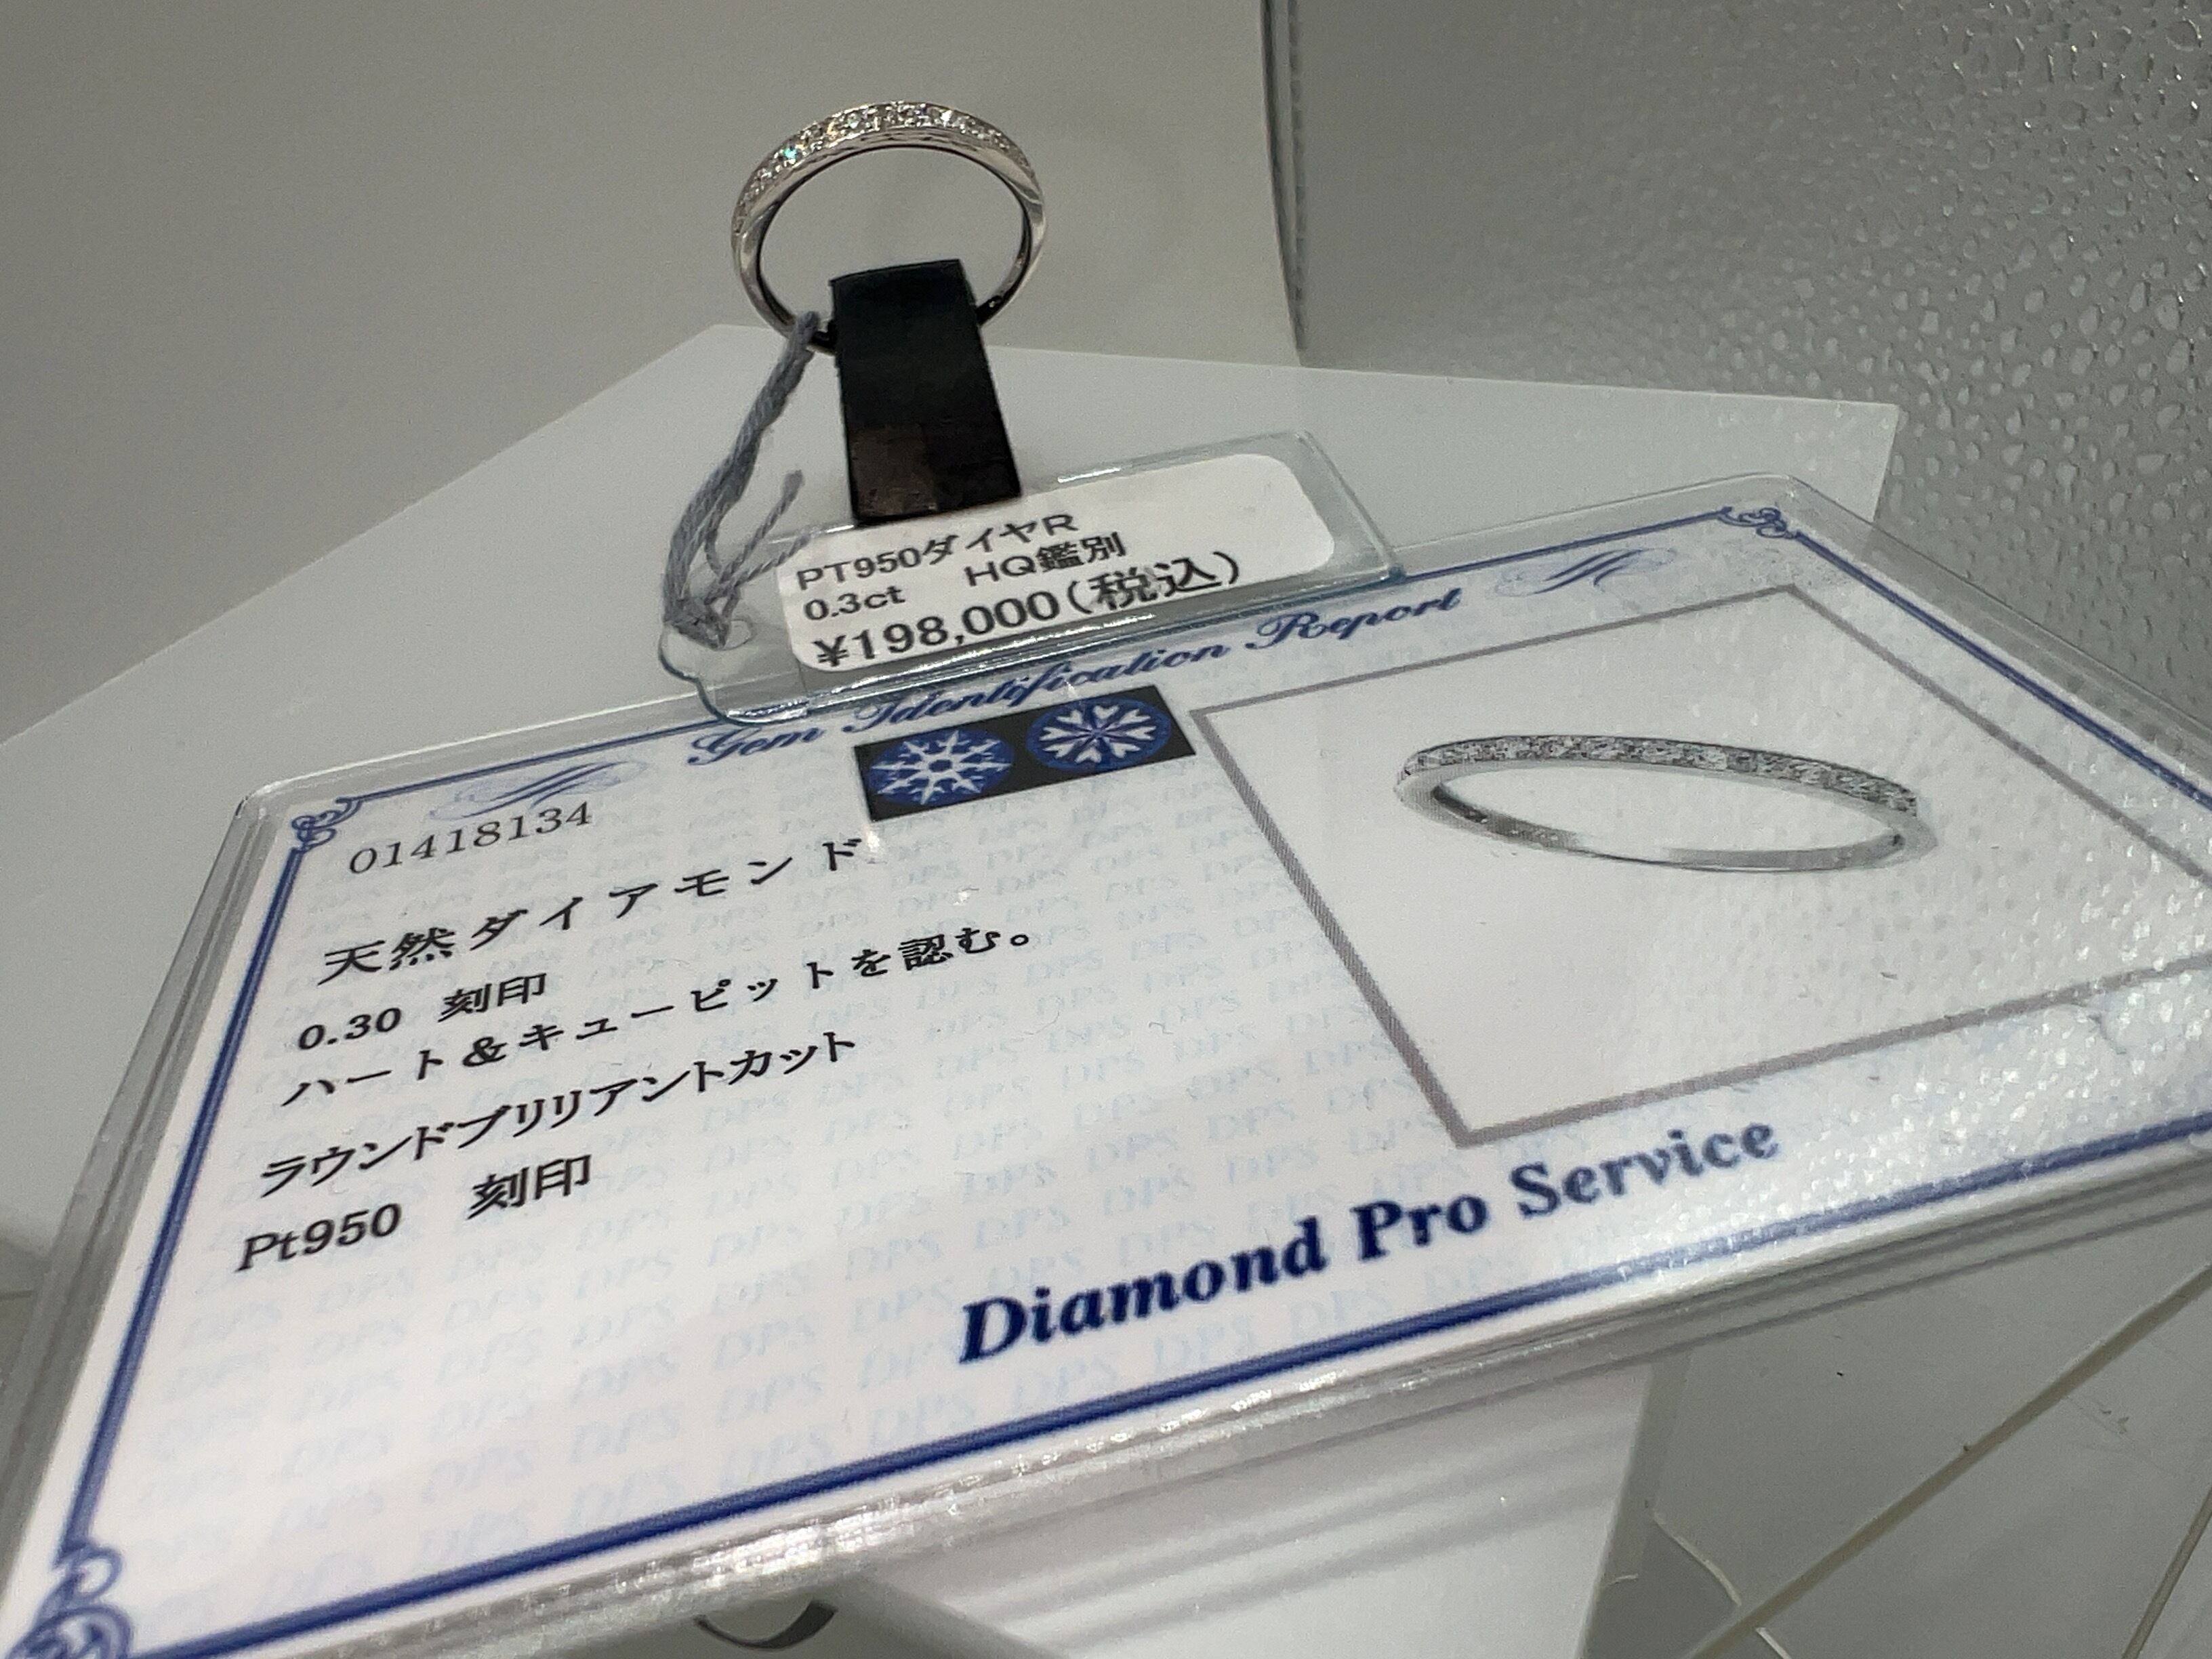 PT950ダイヤR
0.3ct HQ鑑別
¥198,000(税込)
Gem Identification Report
01418134
天然ダイアモンド
0.30 刻印
ハート&キューピットを認む。
ラウンドブリリアントカット
Pt950 刻印
Diamond Pro Service